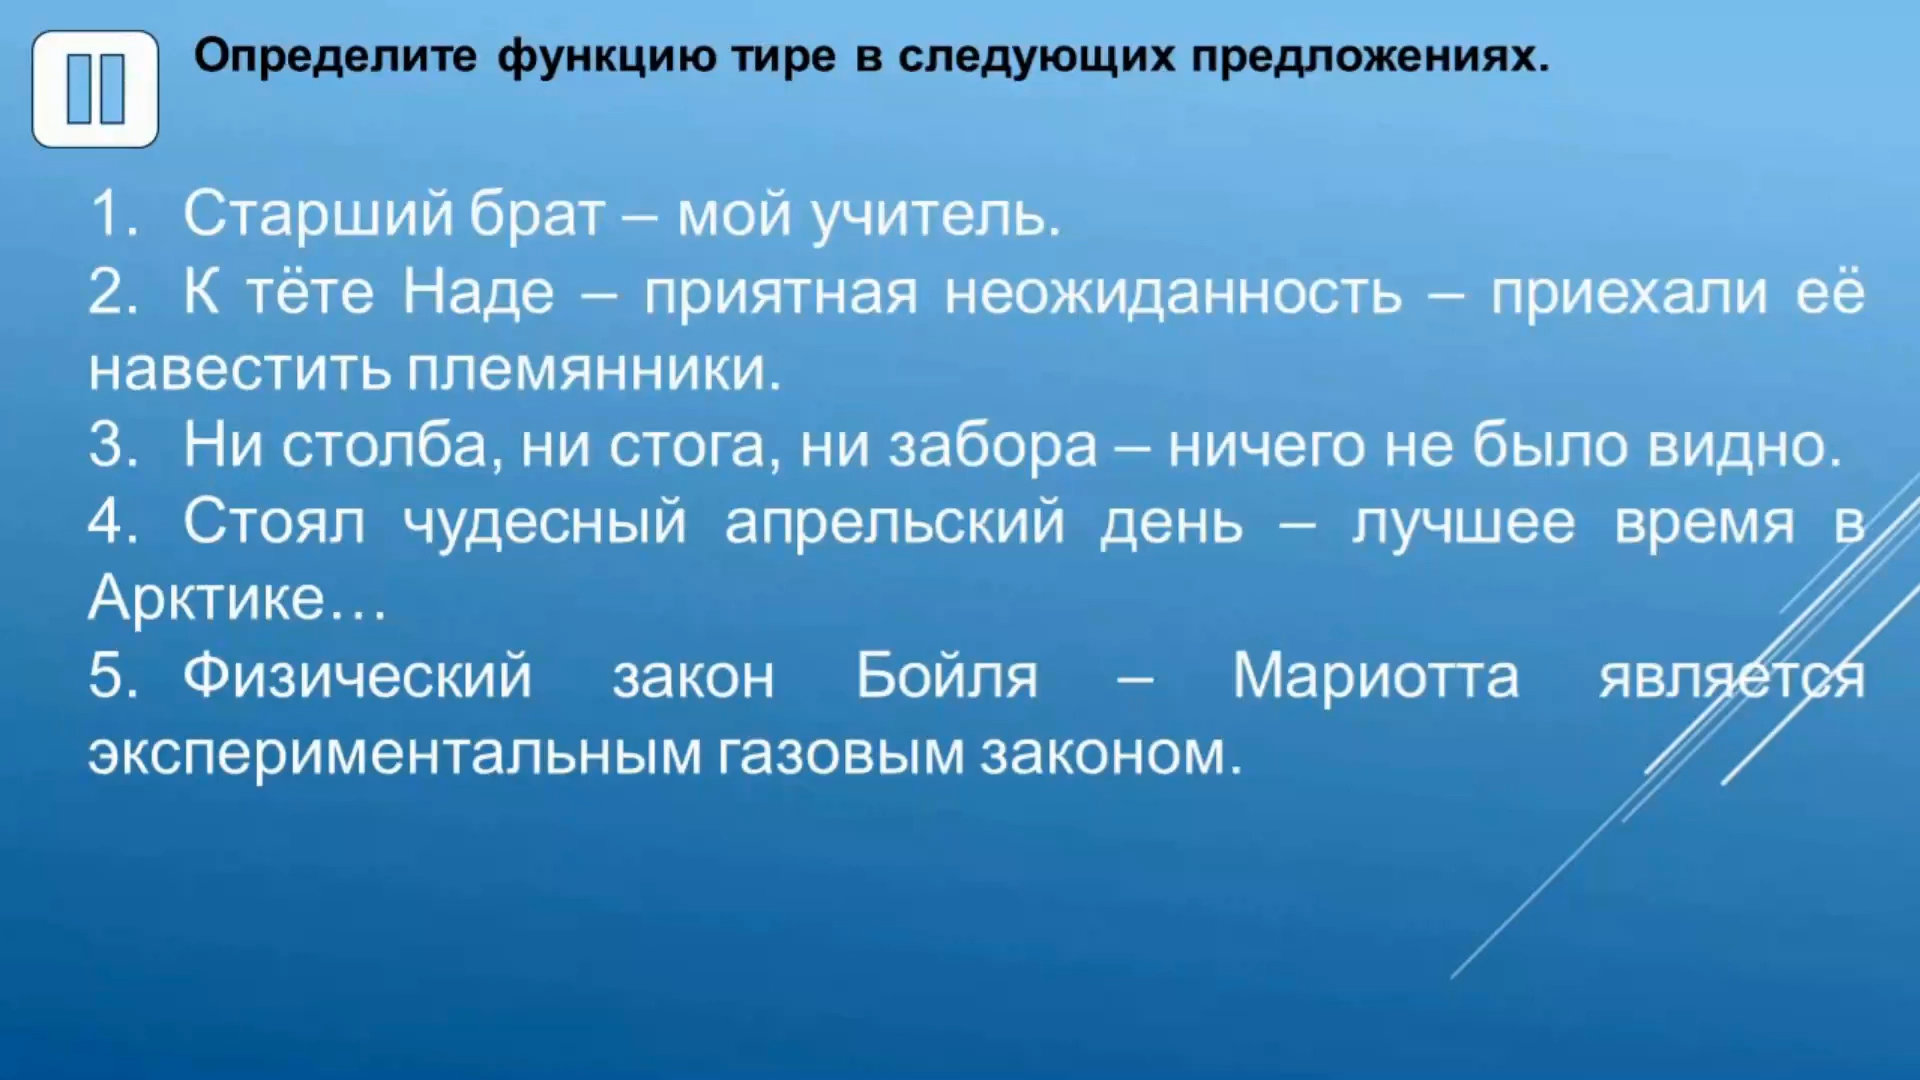 Определите функцию тире в следующих предложениях.
1. Старший брат – мой учитель.
2. К тёте Наде – приятная неожиданность – приехали её
навестить племянники.
3. Ни столба, ни стога, ни забора – ничего не было видно.
4. Стоял чудесный апрельский день – лучшее время в
Арктике…
5. Физический закон Бойля – Мариотта является
экспериментальным газовым законом.